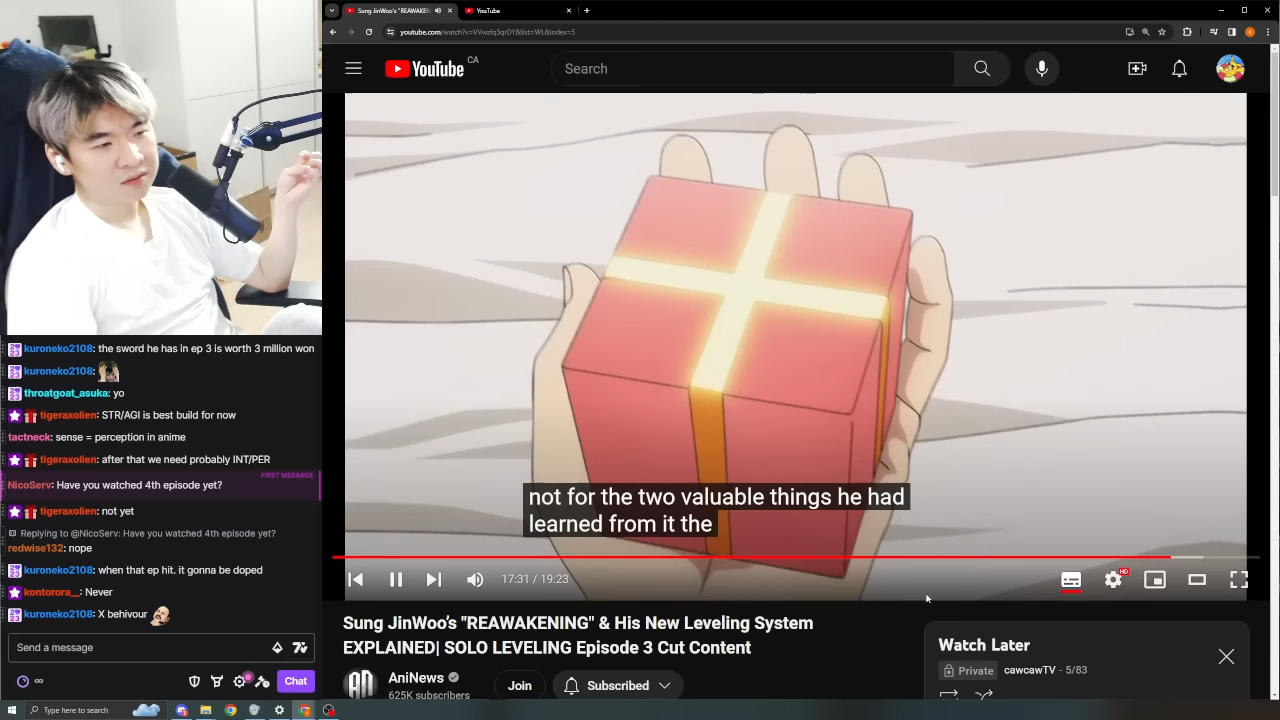 Sung JinWoo's "REAWAKEN
YouTube
youtube.com/watch?v=VVwzfq3qrDY&list=WL&index=5
YouTube CA
Search
not for the two valuable things he had
learned from it the
17:31 / 19:23
HD
Sung JinWoo's "REAWAKENING" & His New Leveling System
EXPLAINED| SOLO LEVELING Episode 3 Cut Content
AniNews
625K subscribers
Join
Subscribed
Watch Later
Private
cawcawTV - 5/83
kuroneko2108: the sword he has in ep 3 is worth 3 million won
kuroneko2108:
throatgoat_asuka: yo
tigeraxolien: STR/AGI is best build for now
tactneck: sense = perception in anime
tigeraxolien: after that we need probably INT/PER
FIRST MESSAGE
NicoServ: Have you watched 4th episode yet?
tigeraxolien: not yet
Replying to @NicoServ: Have you watched 4th episode yet?
redwise132: nope
kuroneko2108: when that ep hit. it gonna be doped
kontorora__: Never
kuroneko2108: X behivour
Send a message
Chat
Type here to search